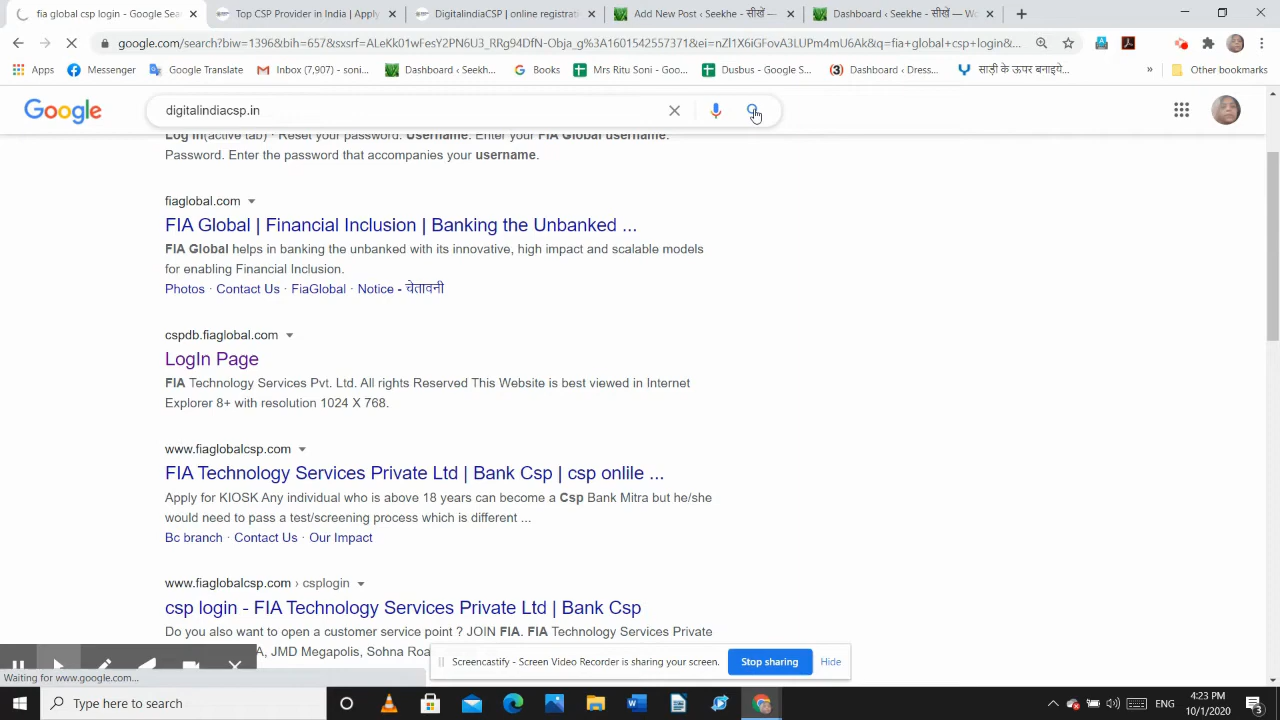 fia global csp login - Google Sea
Top CSP Provider in India | Apply
DigitalindiaCSP | online registrat
Add New Post ‹ Seekhe - सीखें — W
Dashboard ‹ Seekhe - सीखें — Wo
google.com/search?biw=1396&bih=657&sxsrf=ALeKk01wEsY2PN6U3_RRg94DfN-Obja_g%3A1601542557371&ei=nZl1X6iGFovA3LUPm4mU6Ak&q=fia+global+csp+login&...
Apps
Messenger
Google Translate
Inbox (7,907) - soni...
Dashboard ‹ Seekh...
Books
Mrs Ritu Soni - Goo...
Dusbus - Google S...
Dashboard ‹ Dress...
साड़ी के ऊपर बनाइये...
»
Other bookmarks
Google
digitalindiacsp.in
Log In(active tab) · Reset your password. Username. Enter your FIA Global username.
Password. Enter the password that accompanies your username.
fiaglobal.com
FIA Global | Financial Inclusion | Banking the Unbanked ...
FIA Global helps in banking the unbanked with its innovative, high impact and scalable models
for enabling Financial Inclusion.
Photos · Contact Us · FiaGlobal · Notice - चेतावनी
cspdb.fiaglobal.com
LogIn Page
FIA Technology Services Pvt. Ltd. All rights Reserved This Website is best viewed in Internet
Explorer 8+ with resolution 1024 X 768.
www.fiaglobalcsp.com
FIA Technology Services Private Ltd | Bank Csp | csp onlile ...
Apply for KIOSK Any individual who is above 18 years can become a Csp Bank Mitra but he/she
would need to pass a test/screening process which is different ...
Bc branch · Contact Us · Our Impact
www.fiaglobalcsp.com › csplogin
csp login - FIA Technology Services Private Ltd | Bank Csp
Do you also want to open a customer service point ? JOIN FIA. FIA Technology Services Private
A, JMD Megapolis, Sohna Roa
Screencastify - Screen Video Recorder is sharing your screen.
Stop sharing
Hide
Waiting for www.google.com...
Type here to search
ENG
4:23 PM
10/1/2020
3